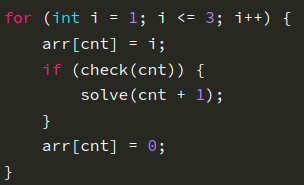 for (int i = 1; i <= 3; i++) {
    arr[cnt] = i;
    if (check(cnt)) {
        solve(cnt + 1);
    }
    arr[cnt] = 0;
}